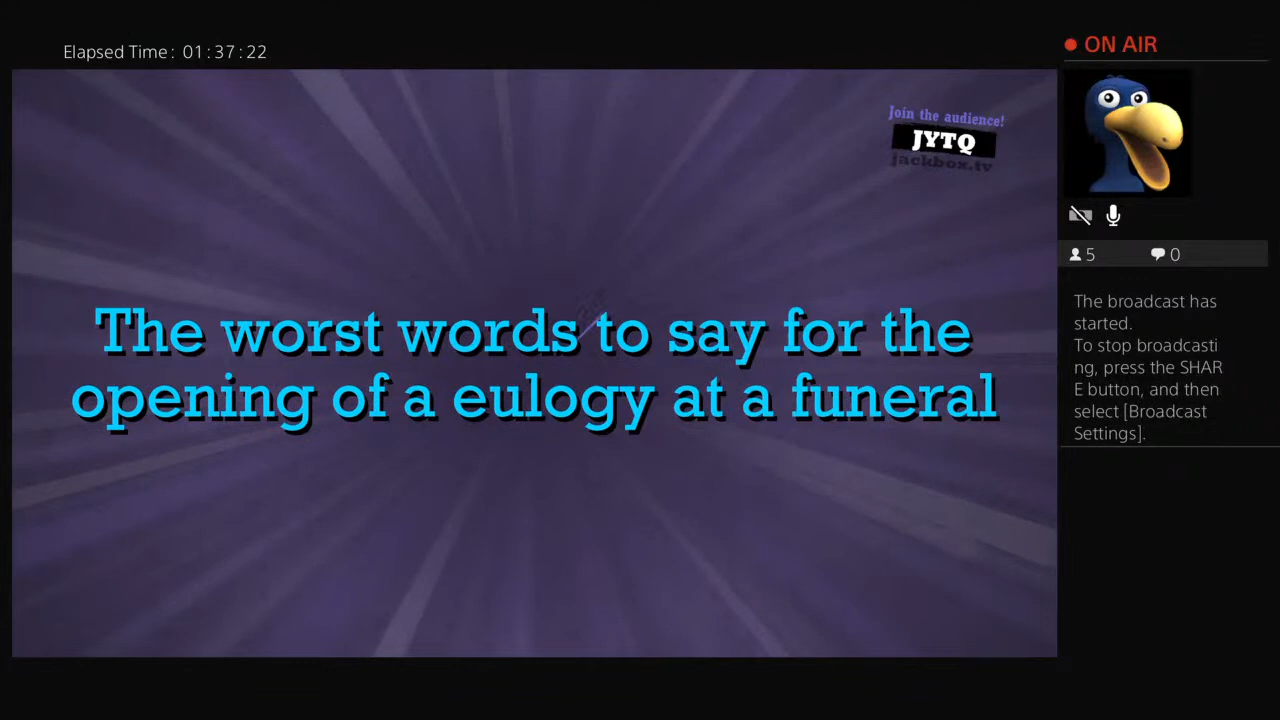 Elapsed Time: 01:37:22
ON AIR
Join the audience!
JYTQ
jackbox.tv
5
0
The worst words to say for the
opening of a eulogy at a funeral
The broadcast has
started.
To stop broadcasti
ng, press the SHAR
E button, and then
select [Broadcast
Settings].